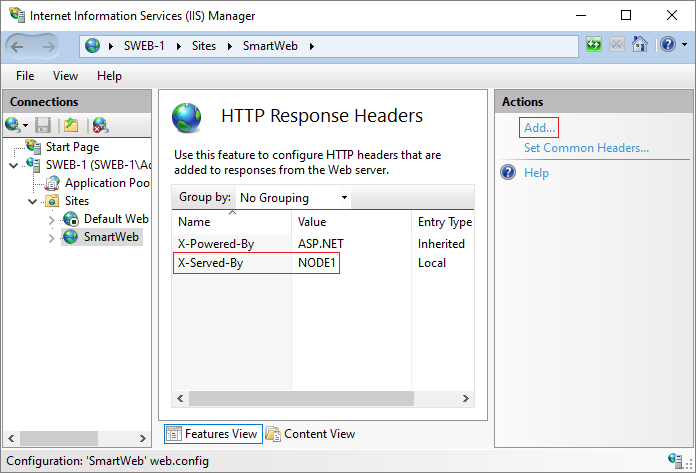 Internet Information Services (IIS) Manager
SWEB-1 Sites SmartWeb
File View Help
Connections
Start Page
SWEB-1 (SWEB-1\Ad
Application Poo
Sites
Default Web
SmartWeb
HTTP Response Headers
Use this feature to configure HTTP headers that are
added to responses from the Web server.
Group by: No Grouping
Name Value Entry Type
X-Powered-By ASP.NET Inherited
X-Served-By NODE1 Local
Features View Content View
Actions
Add...
Set Common Headers...
Help
Configuration: 'SmartWeb' web.config